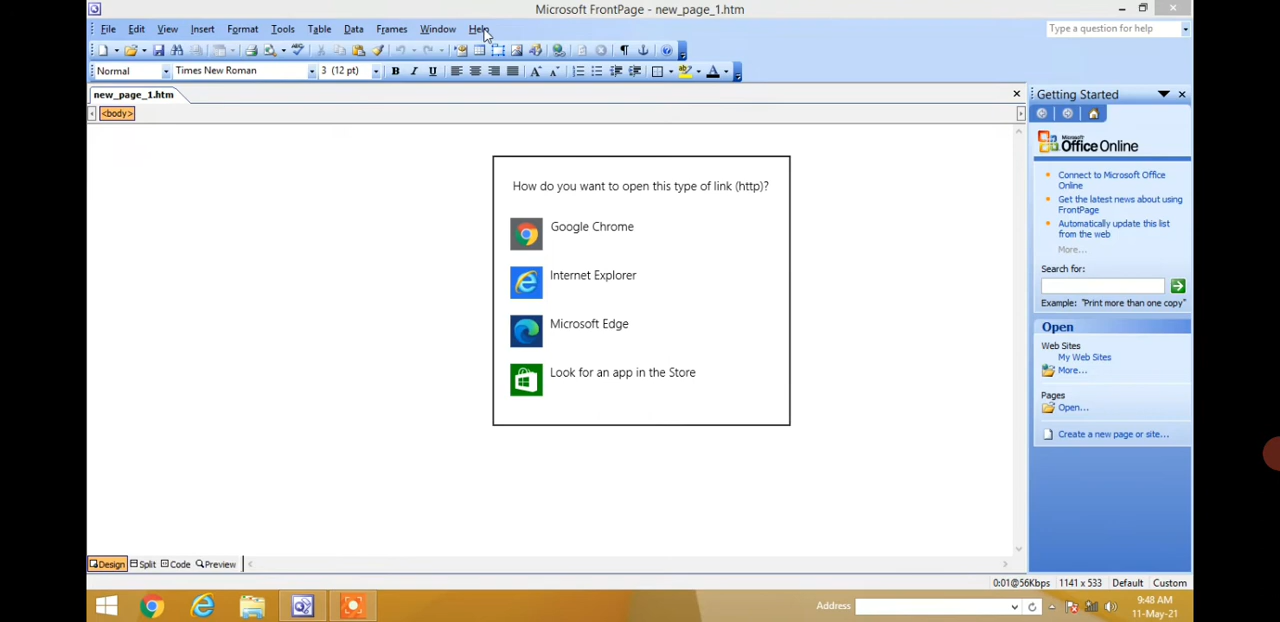 Microsoft FrontPage - new_page_1.htm
File Edit View Insert Format Tools Table Data Frames Window Help
Type a question for help
Normal Times New Roman 3 (12 pt) B I U A A A
new_page_1.htm
<body>
Getting Started
Microsoft
Office Online
Connect to Microsoft Office
Online
Get the latest news about using
FrontPage
Automatically update this list
from the web
More...
Search for:
Example: "Print more than one copy"
Open
Web Sites
My Web Sites
More...
Pages
Open...
Create a new page or site...
How do you want to open this type of link (http)?
Google Chrome
Internet Explorer
Microsoft Edge
Look for an app in the Store
Design Split Code Preview
0:01@56Kbps 1141 x 533 Default Custom
Address
9:48 AM
11-May-21